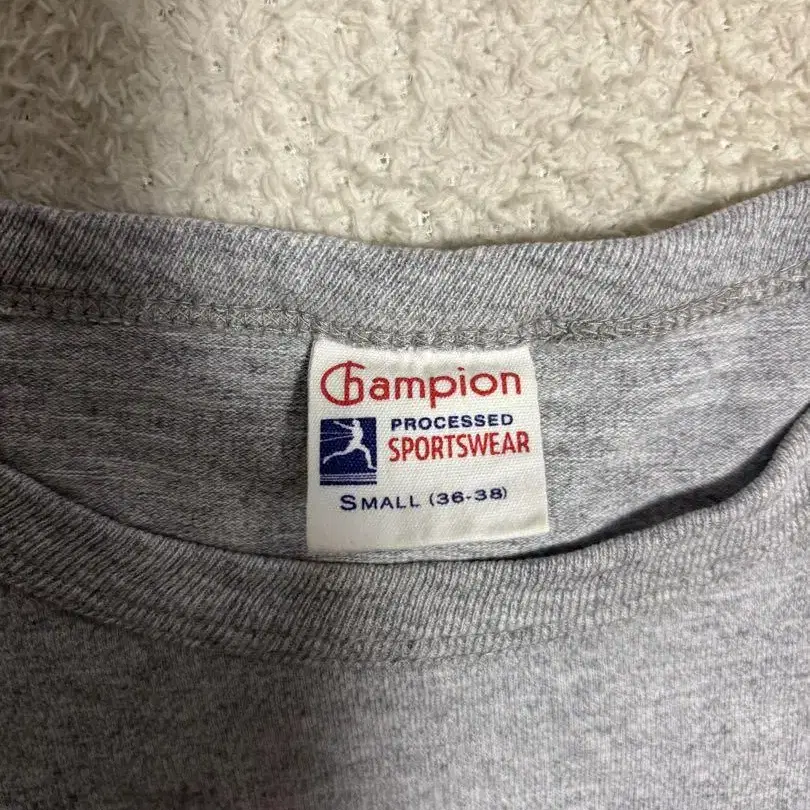 Champion
PROCESSED
SPORTSWEAR
SMALL (36-38)